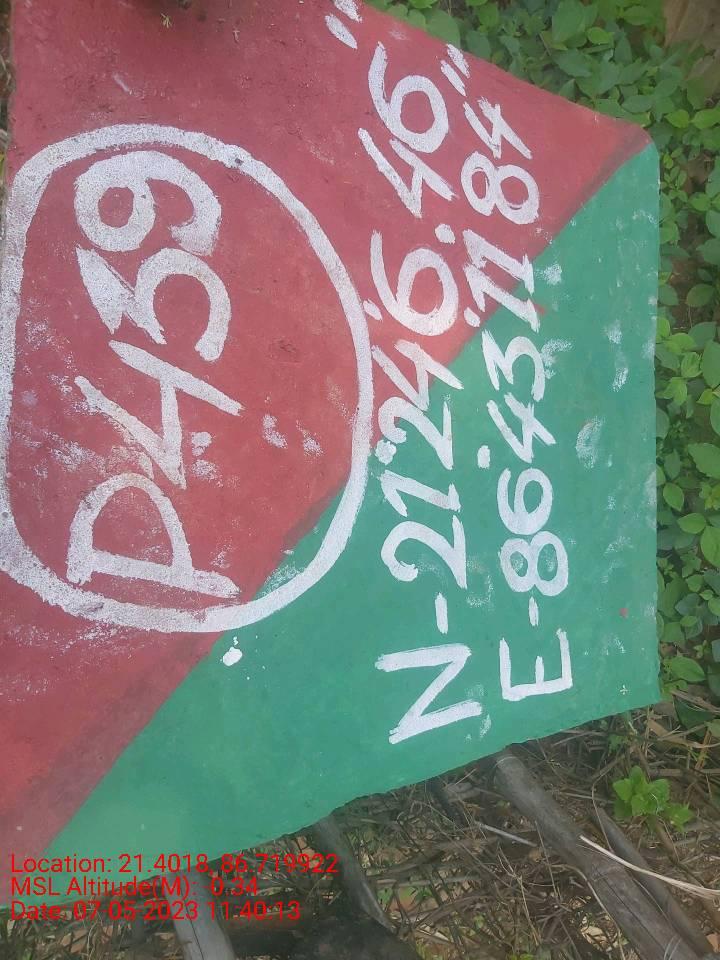 P439
N-21°24'6.46"
E-86°43'11.84"
Location: 21.4018, 86.719922
MSL Altitude(M): 0.34
Date: 07-05-2023 11:40:13